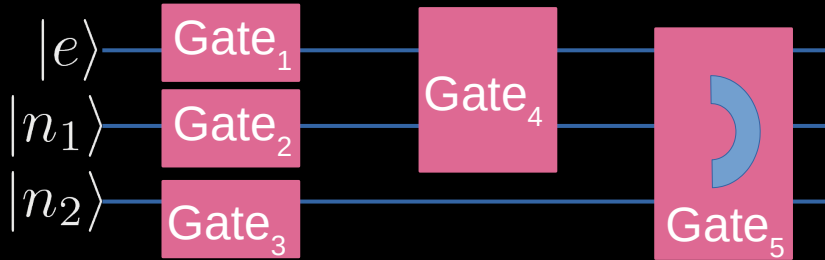 |e⟩
Gate₁
|n₁⟩
Gate₂
|n₂⟩
Gate₃
Gate₄
Gate₅